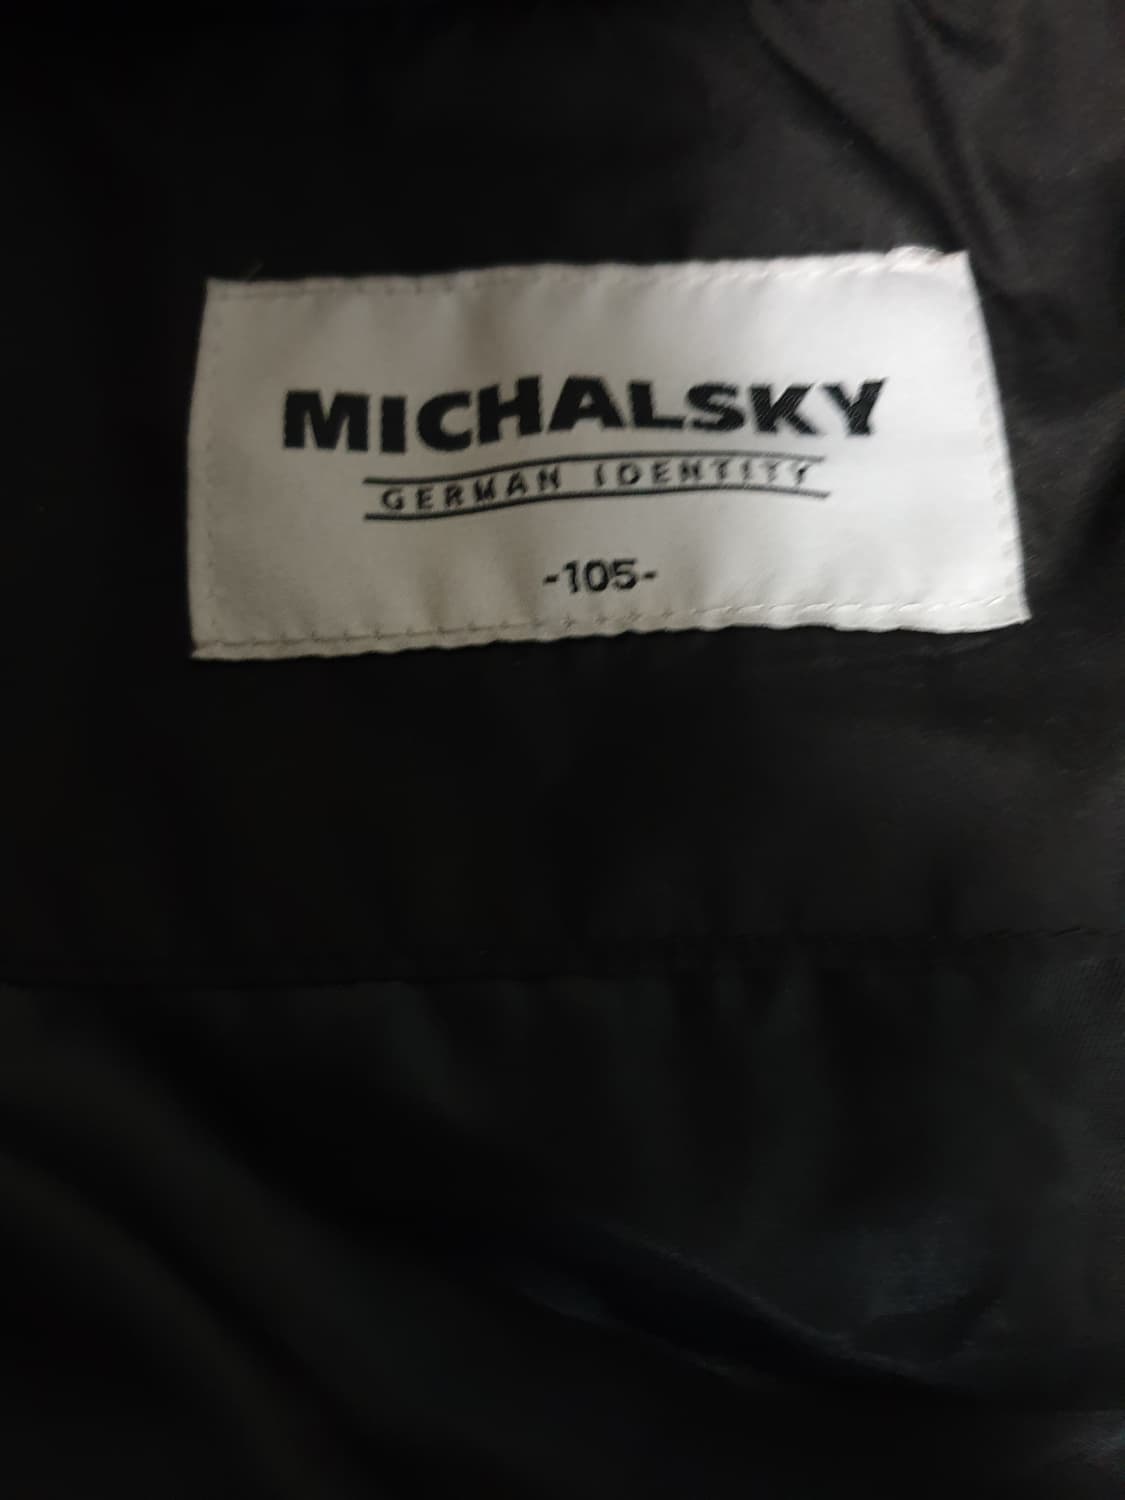 MICHALSKY
GERMAN IDENTITY
-105-